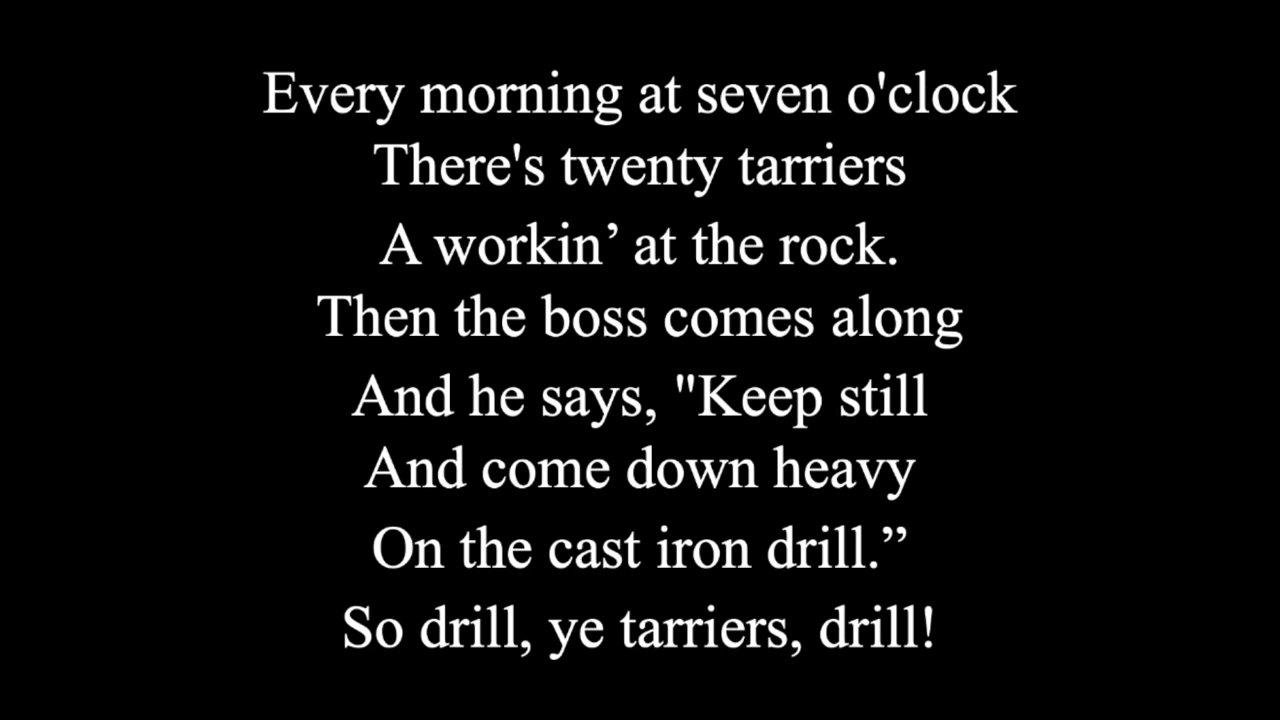 Every morning at seven o'clock
There's twenty tarriers
A workin’ at the rock.
Then the boss comes along
And he says, "Keep still
And come down heavy
On the cast iron drill.”
So drill, ye tarriers, drill!